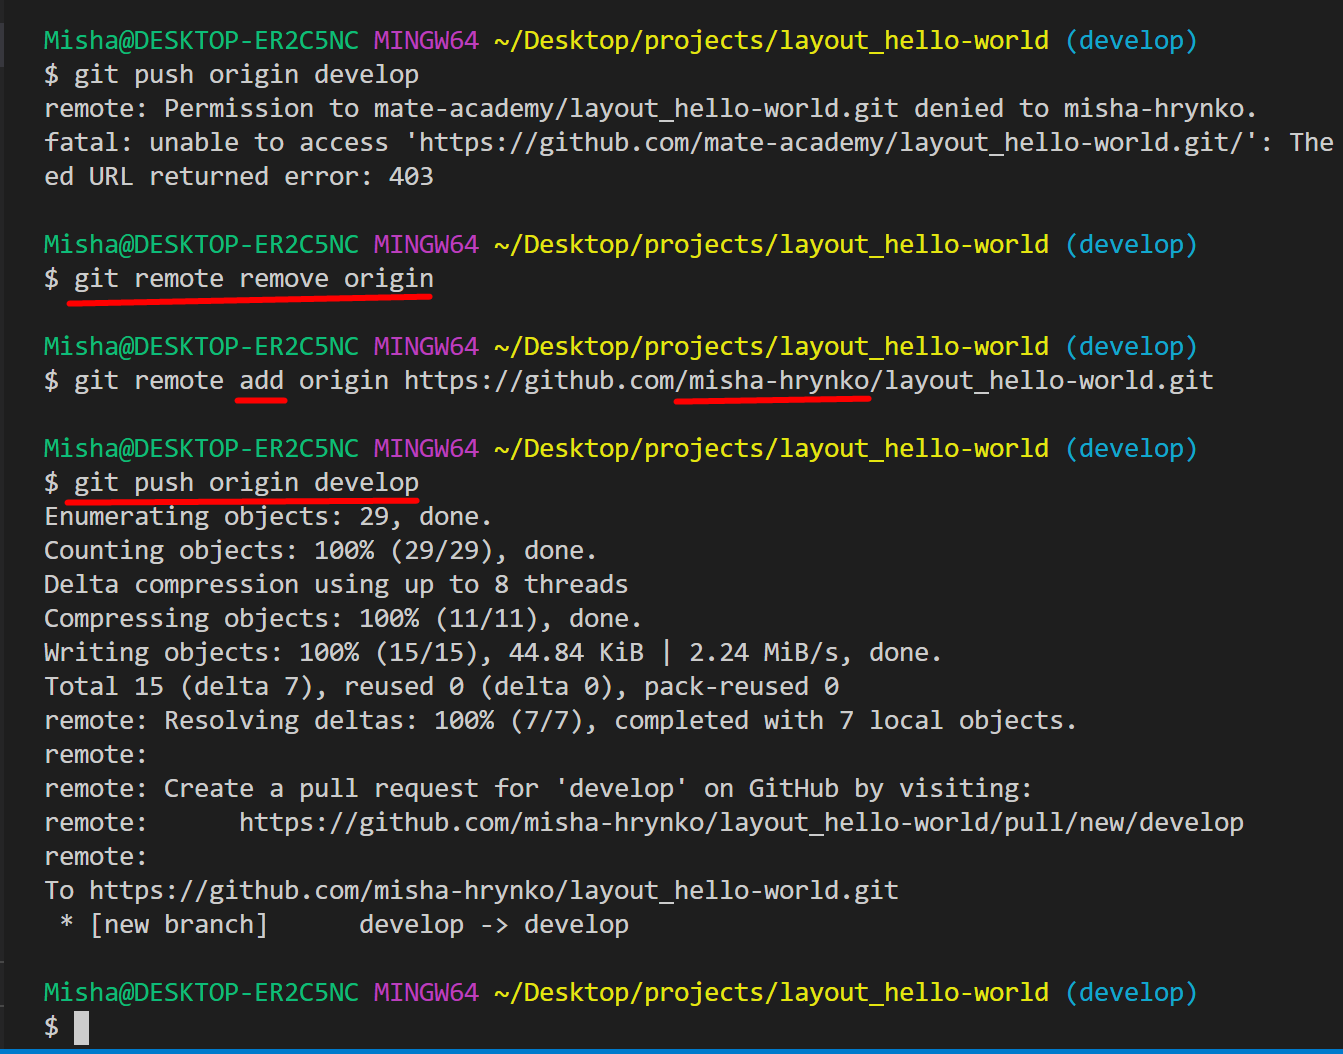 Misha@DESKTOP-ER2C5NC MINGW64 ~/Desktop/projects/layout_hello-world (develop)
$ git push origin develop
remote: Permission to mate-academy/layout_hello-world.git denied to misha-hrynko.
fatal: unable to access 'https://github.com/mate-academy/layout_hello-world.git/': The
ed URL returned error: 403
Misha@DESKTOP-ER2C5NC MINGW64 ~/Desktop/projects/layout_hello-world (develop)
$ git remote remove origin
Misha@DESKTOP-ER2C5NC MINGW64 ~/Desktop/projects/layout_hello-world (develop)
$ git remote add origin https://github.com/misha-hrynko/layout_hello-world.git
Misha@DESKTOP-ER2C5NC MINGW64 ~/Desktop/projects/layout_hello-world (develop)
$ git push origin develop
Enumerating objects: 29, done.
Counting objects: 100% (29/29), done.
Delta compression using up to 8 threads
Compressing objects: 100% (11/11), done.
Writing objects: 100% (15/15), 44.84 KiB | 2.24 MiB/s, done.
Total 15 (delta 7), reused 0 (delta 0), pack-reused 0
remote: Resolving deltas: 100% (7/7), completed with 7 local objects.
remote:
remote: Create a pull request for 'develop' on GitHub by visiting:
remote:      https://github.com/misha-hrynko/layout_hello-world/pull/new/develop
remote:
To https://github.com/misha-hrynko/layout_hello-world.git
 * [new branch]      develop -> develop
Misha@DESKTOP-ER2C5NC MINGW64 ~/Desktop/projects/layout_hello-world (develop)
$